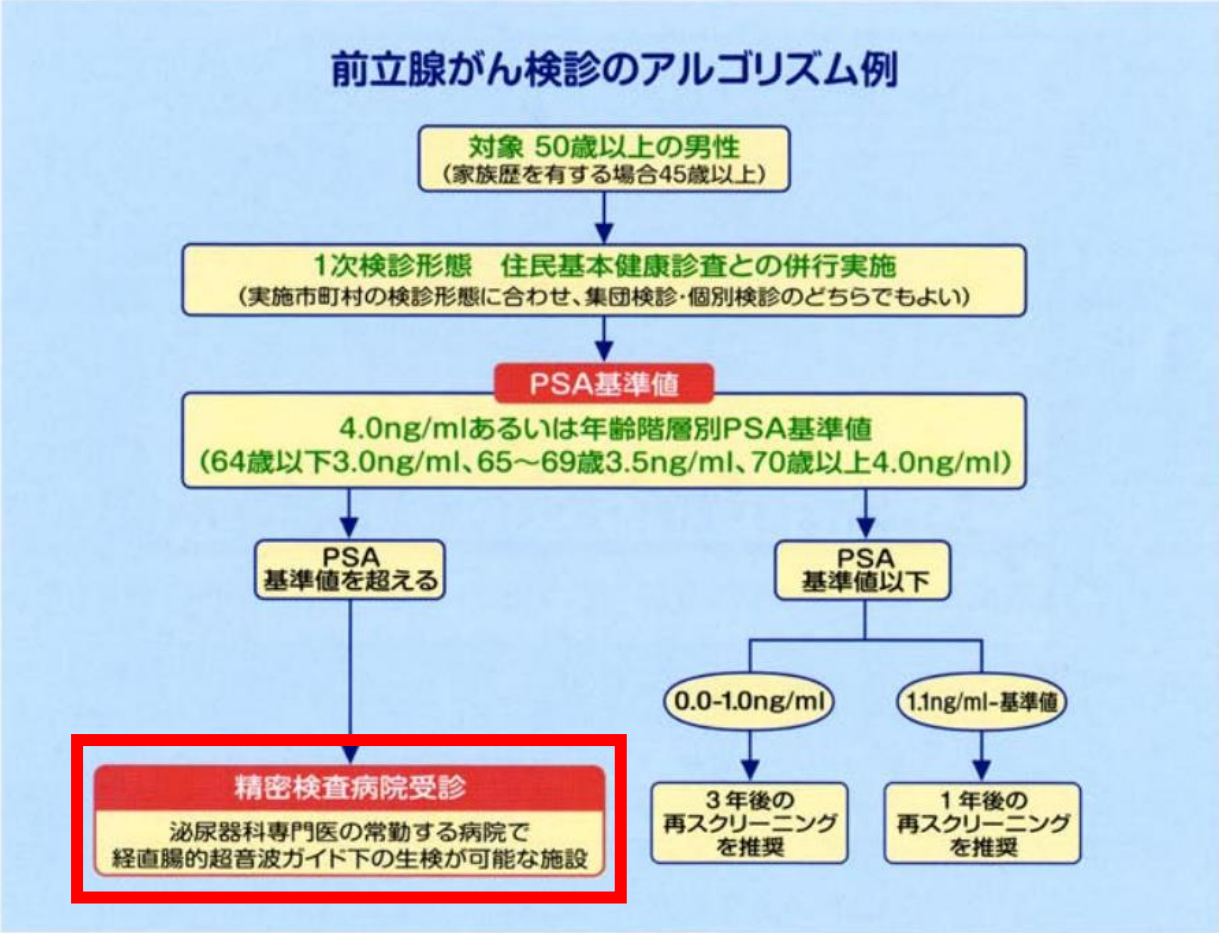 前立腺がん検診のアルゴリズム例
対象 50歳以上の男性
(家族歴を有する場合45歳以上)
1次検診形態　住民基本健康診査との併行実施
(実施市町村の検診形態に合わせ、集団検診・個別検診のどちらでもよい)
PSA基準値
4.0ng/mlあるいは年齢階層別PSA基準値
(64歳以下3.0ng/ml、65〜69歳3.5ng/ml、70歳以上4.0ng/ml)
PSA
基準値を超える
PSA
基準値以下
0.0-1.0ng/ml
1.1ng/ml-基準値
精密検査病院受診
泌尿器科専門医の常勤する病院で
経直腸的超音波ガイド下の生検が可能な施設
3年後の
再スクリーニング
を推奨
1年後の
再スクリーニング
を推奨